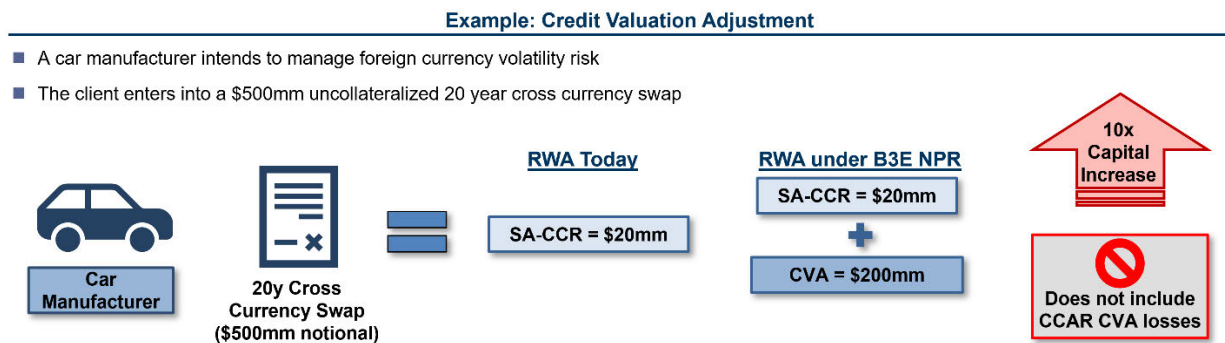 Example: Credit Valuation Adjustment
A car manufacturer intends to manage foreign currency volatility risk
The client enters into a $500mm uncollateralized 20 year cross currency swap
Car
Manufacturer
20y Cross
Currency Swap
($500mm notional)
RWA Today
SA-CCR = $20mm
RWA under B3E NPR
SA-CCR = $20mm
CVA = $200mm
10x
Capital
Increase
Does not include
CCAR CVA losses